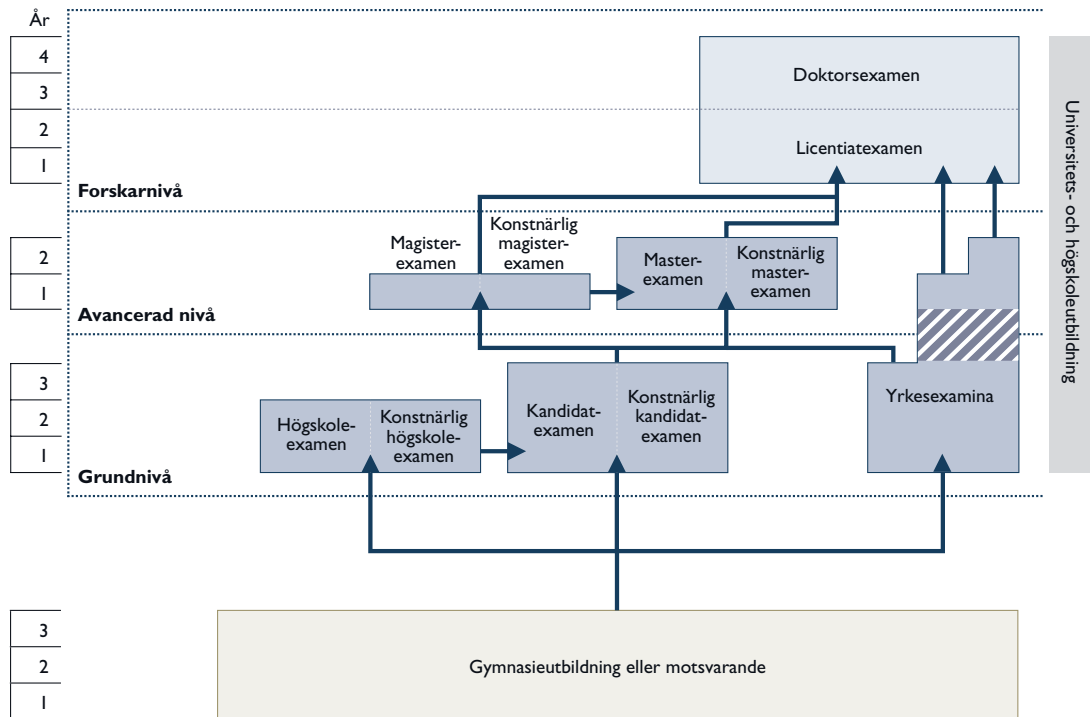 År
4
3
2
1
Doktorsexamen
Licentiatexamen
Forskarnivå
2
1
Magister-
examen
Konstnärlig
magister-
examen
Master-
examen
Konstnärlig
master-
examen
Avancerad nivå
3
2
1
Högskole-
examen
Konstnärlig
högskole-
examen
Kandidat-
examen
Konstnärlig
kandidat-
examen
Yrkesexamina
Grundnivå
Universitets- och högskoleutbildning
3
2
1
Gymnasieutbildning eller motsvarande